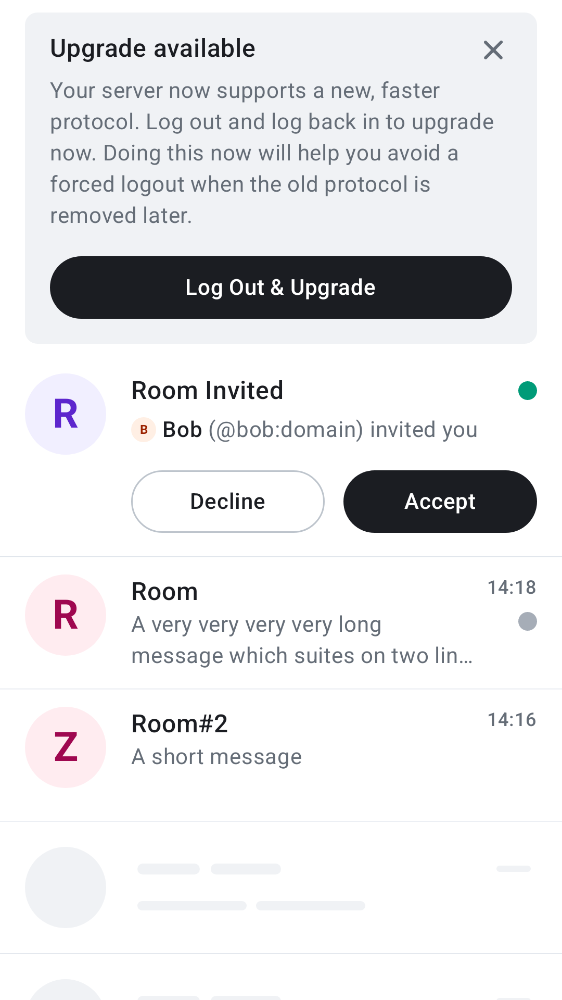 Upgrade available
Your server now supports a new, faster
protocol. Log out and log back in to upgrade
now. Doing this now will help you avoid a
forced logout when the old protocol is
removed later.
Log Out & Upgrade
R
Room Invited
B Bob (@bob:domain) invited you
Decline
Accept
R
Room
14:18
A very very very very long
message which suites on two lin…
Z
Room#2
14:16
A short message